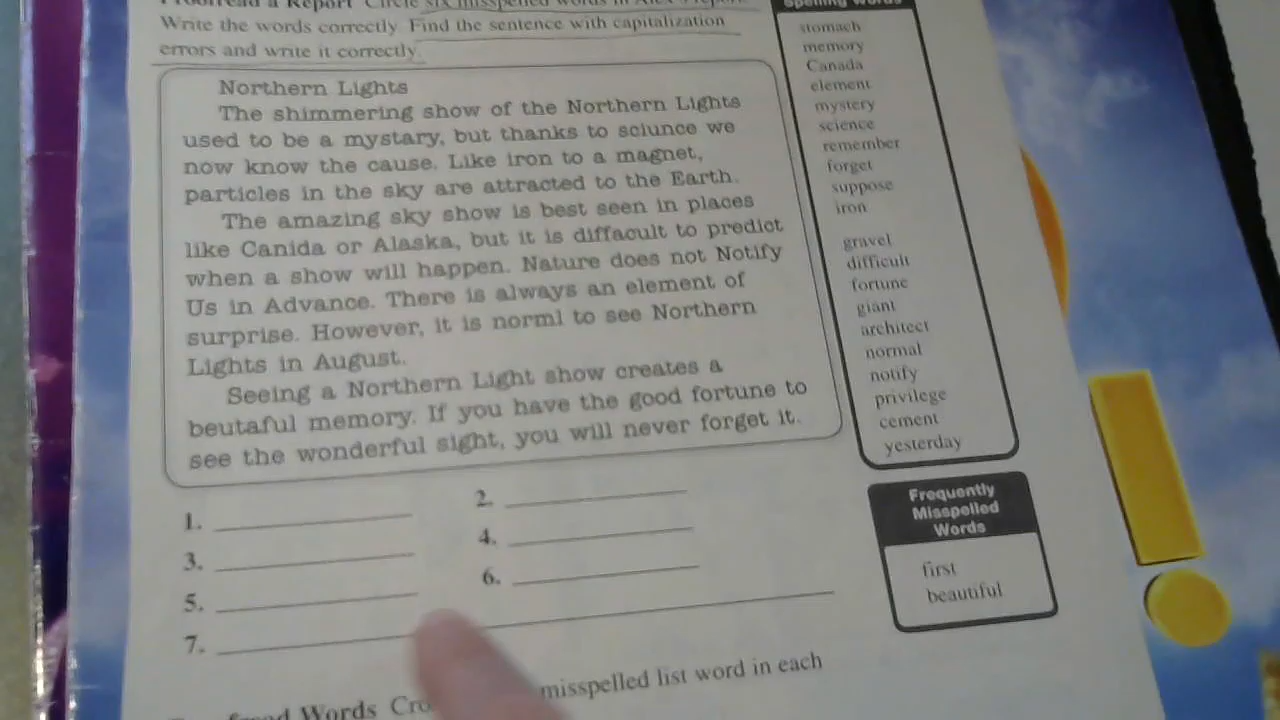 Write the words correctly. Find the sentence with capitalization
errors and write it correctly.
Northern Lights
The shimmering show of the Northern Lights
used to be a mystary, but thanks to sciunce we
now know the cause. Like iron to a magnet,
particles in the sky are attracted to the Earth.
The amazing sky show is best seen in places
like Canida or Alaska, but it is diffacult to predict
when a show will happen. Nature does not Notify
Us in Advance. There is always an element of
surprise. However, it is norml to see Northern
Lights in August.
Seeing a Northern Light show creates a
beutaful memory. If you have the good fortune to
see the wonderful sight, you will never forget it.
1.
2.
3.
4.
5.
6.
7.
misspelled list word in each
Words
Spelling Words
stomach
memory
Canada
element
mystery
science
remember
forget
suppose
iron
gravel
difficult
fortune
giant
architect
normal
notify
privilege
cement
yesterday
Frequently
Misspelled
Words
first
beautiful